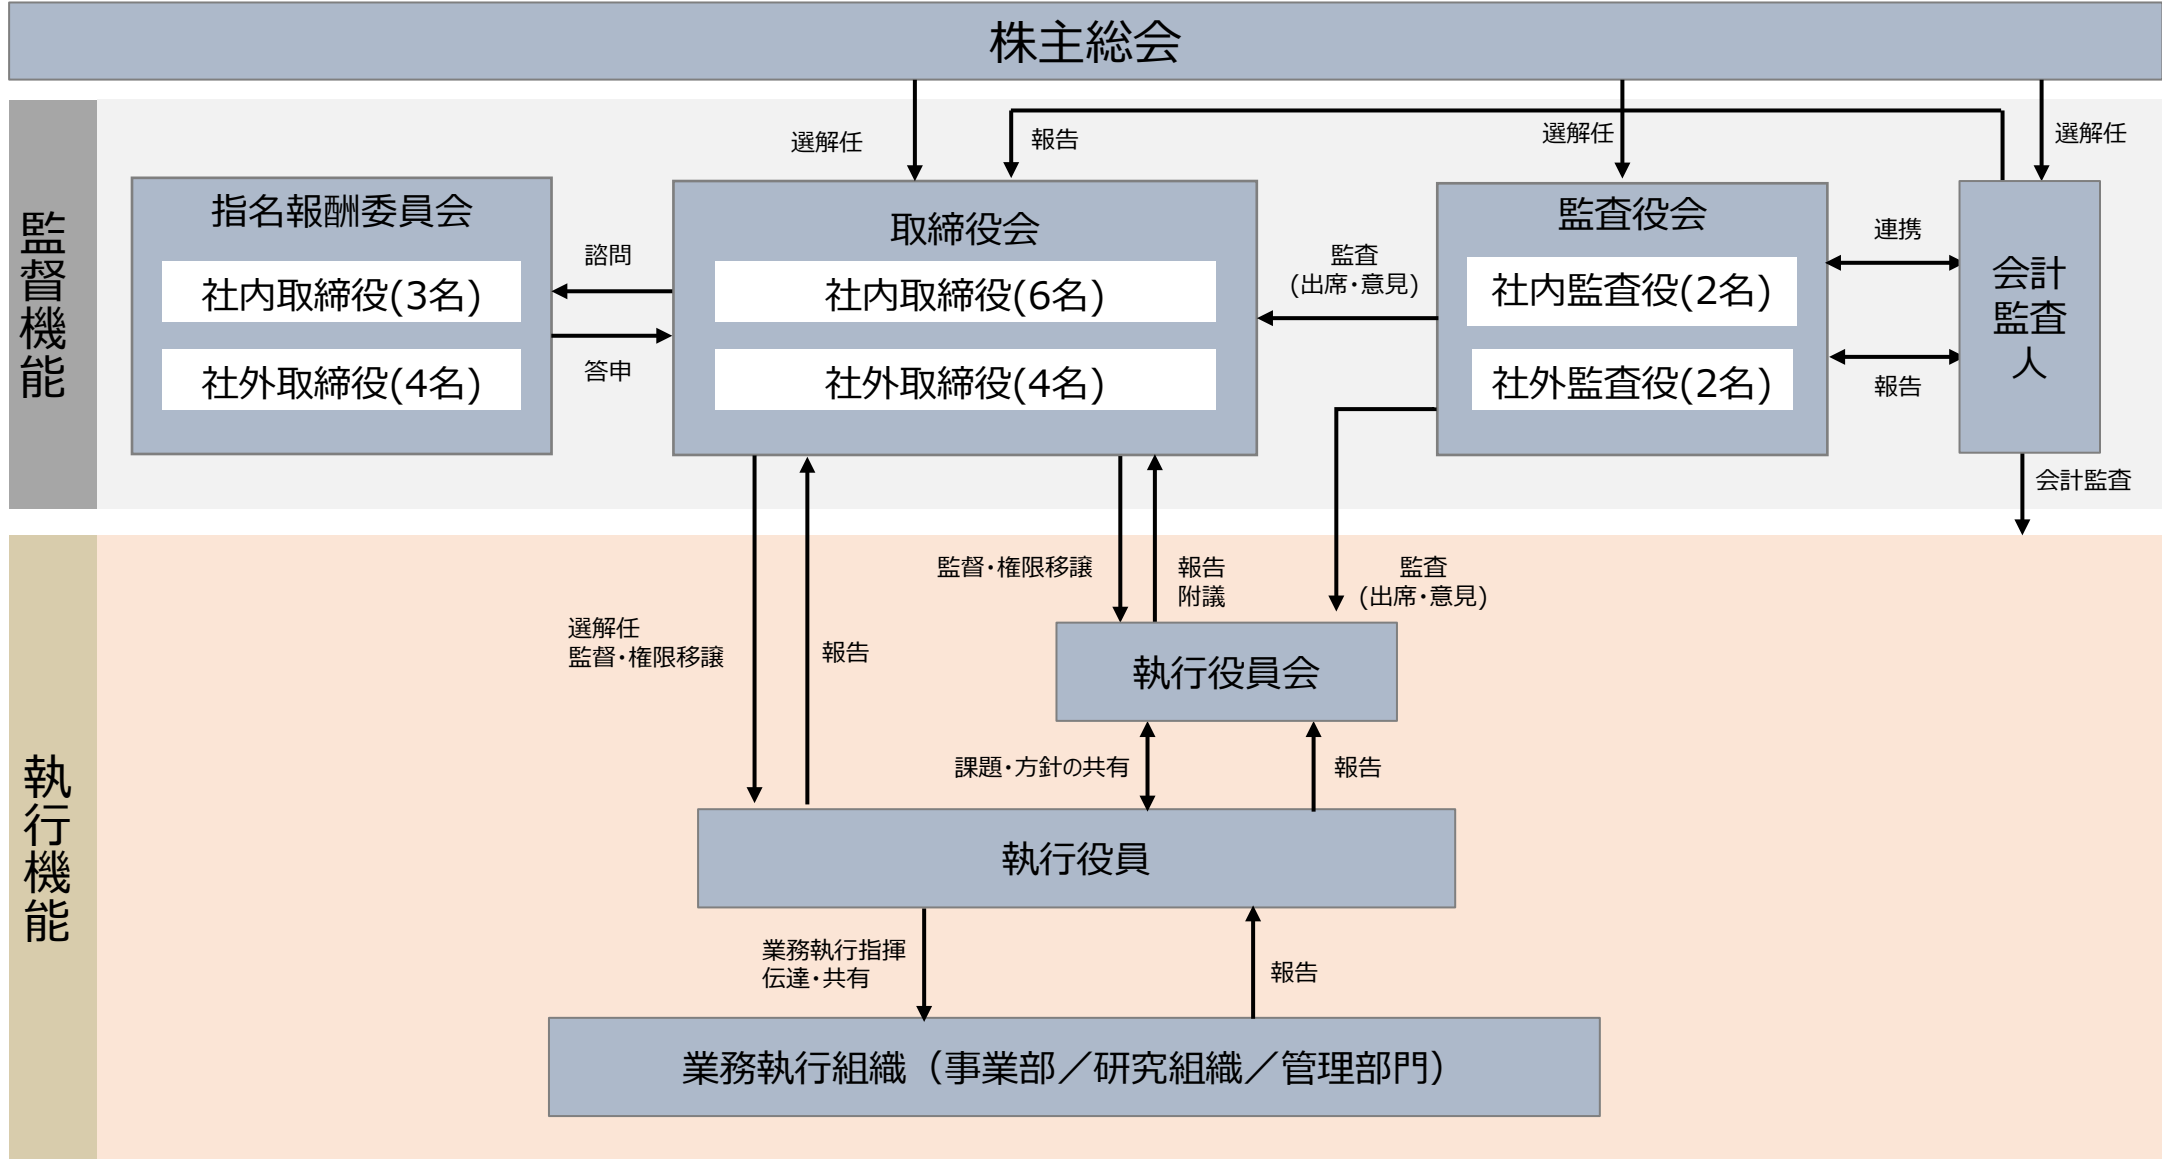 株主総会
監督機能
選解任
報告
選解任
選解任
指名報酬委員会
社内取締役(3名)
社外取締役(4名)
諮問
答申
取締役会
社内取締役(6名)
社外取締役(4名)
監査
(出席・意見)
監査役会
社内監査役(2名)
社外監査役(2名)
連携
報告
会計
監査
人
会計監査
執行機能
選解任
監督・権限移譲
報告
監督・権限移譲
報告
附議
監査
(出席・意見)
執行役員会
課題・方針の共有
報告
執行役員
業務執行指揮
伝達・共有
報告
業務執行組織（事業部／研究組織／管理部門）